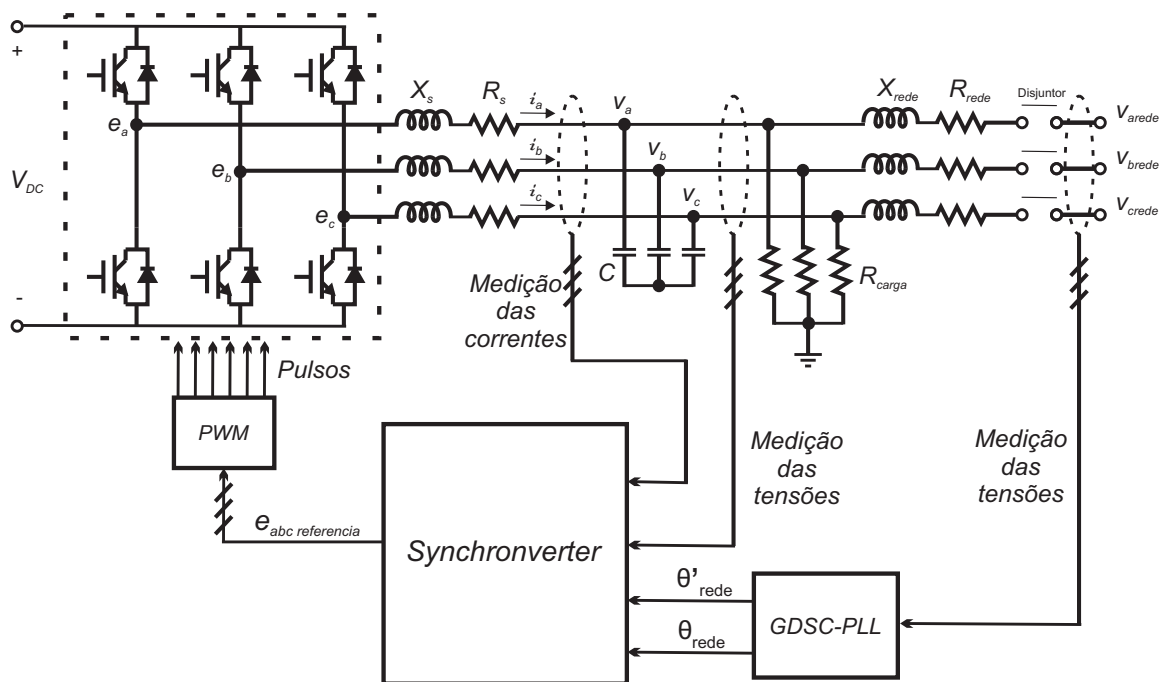 +
V_DC
-
e_a
e_b
e_c
X_s
R_s
i_a
i_b
i_c
v_a
v_b
v_c
C
X_rede
R_rede
Disjuntor
v_arede
v_brede
v_crede
R_carga
Medição
das
correntes
Pulsos
PWM
e_abc referencia
Synchronverter
Medição
das
tensões
Medição
das
tensões
θ'_rede
θ_rede
GDSC-PLL